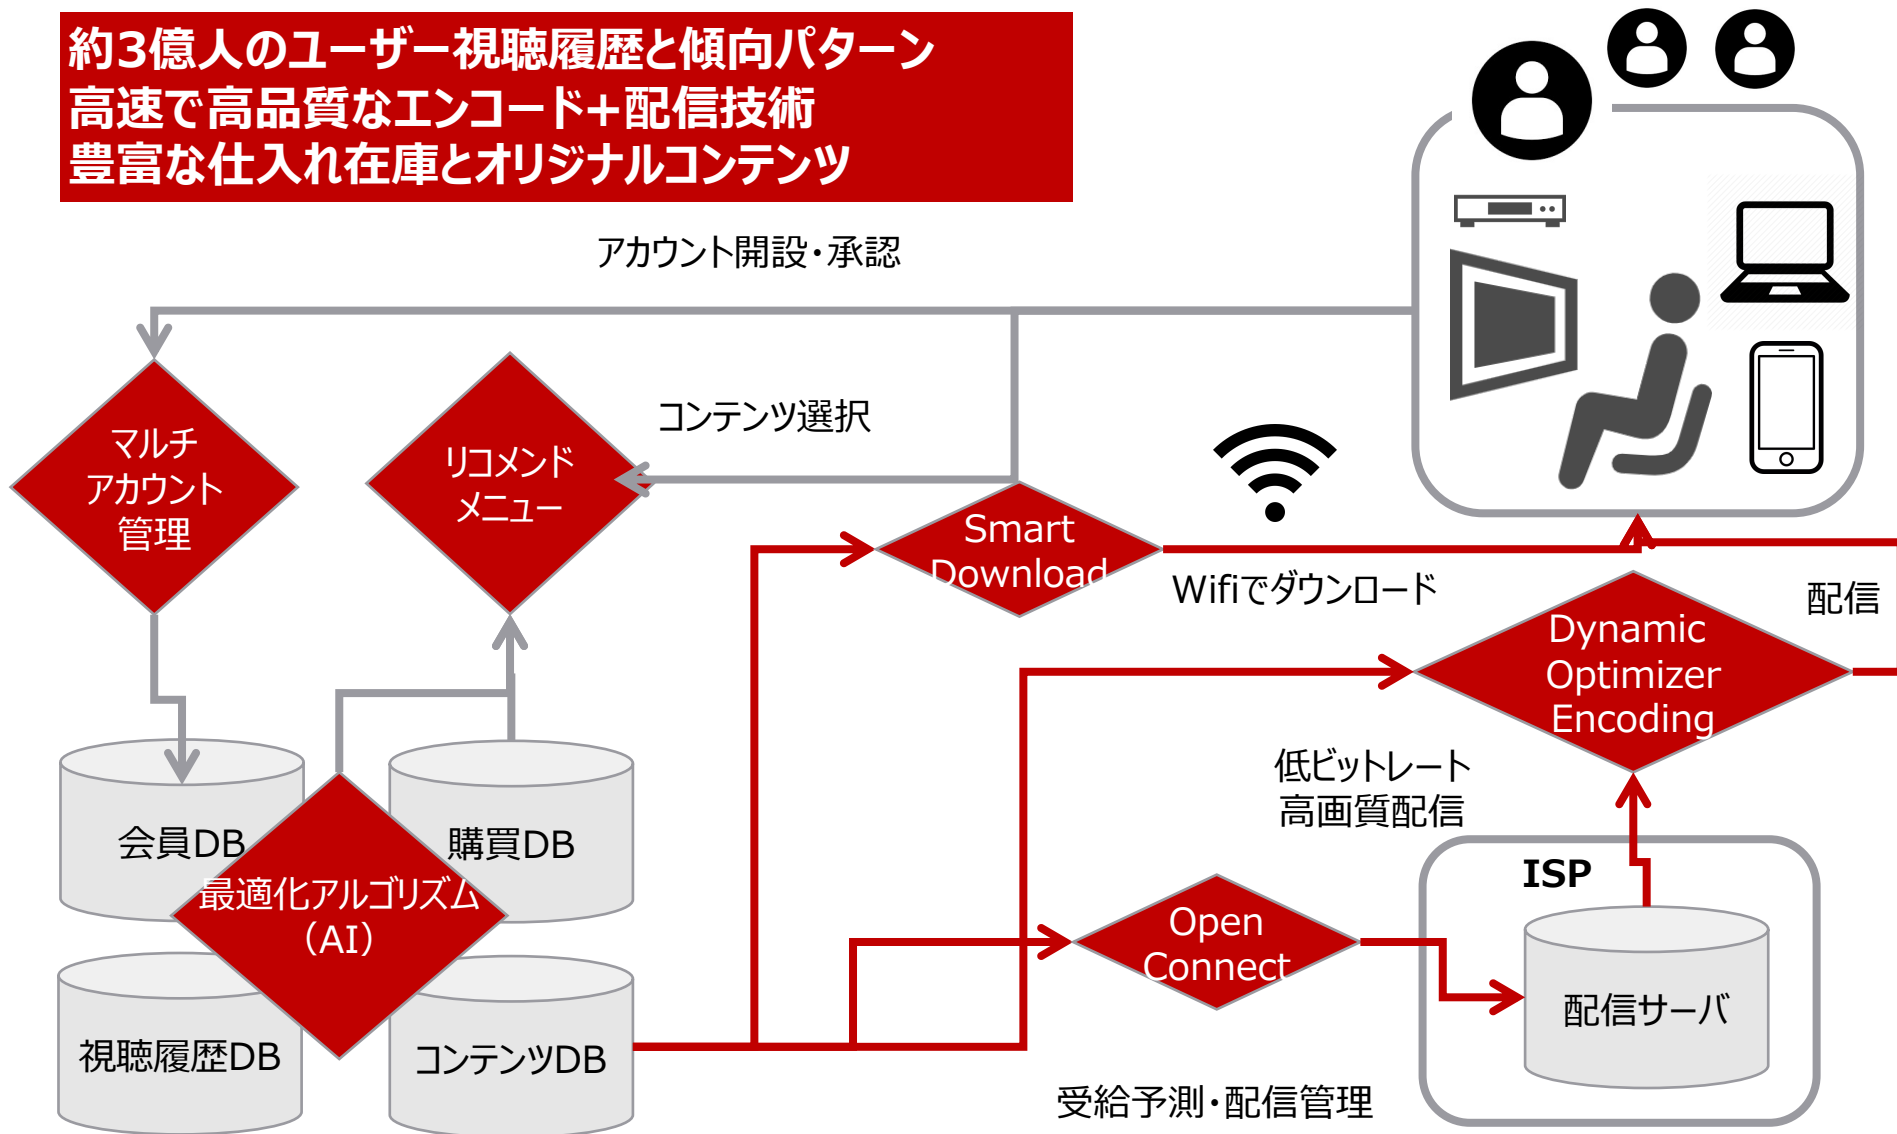 約3億人のユーザー視聴履歴と傾向パターン
高速で高品質なエンコード+配信技術
豊富な仕入れ在庫とオリジナルコンテンツ
アカウント開設・承認
マルチ
アカウント
管理
リコメンド
メニュー
コンテンツ選択
Smart
Download
Wifiでダウンロード
配信
Dynamic
Optimizer
Encoding
低ビットレート
高画質配信
会員DB
購買DB
最適化アルゴリズム
（AI）
視聴履歴DB
コンテンツDB
Open
Connect
ISP
配信サーバ
受給予測・配信管理